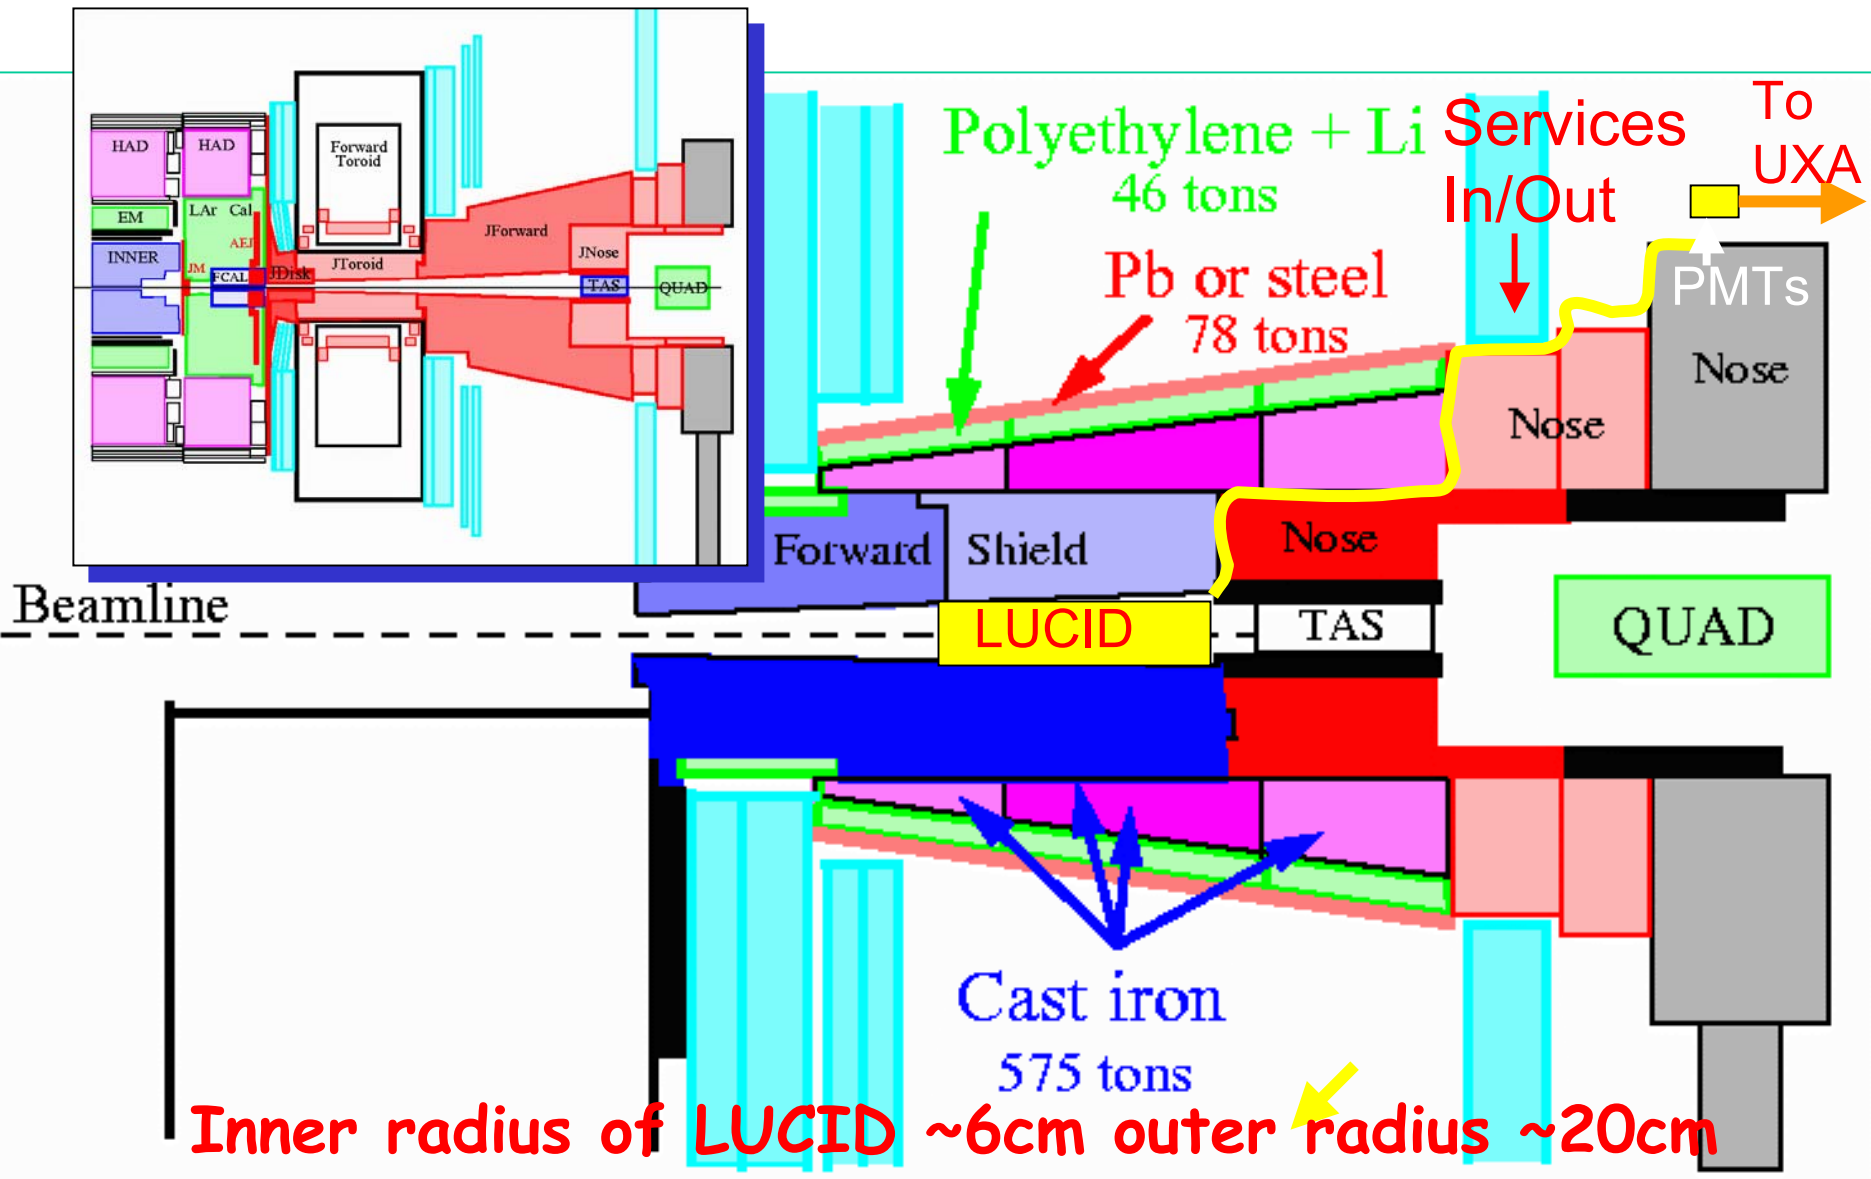 HAD
HAD
Forward
Toroid
EM
LAr Cal
AEJ
INNER
JM
FCAL
JDisk
JToroid
JForward
JNose
TAS
QUAD
Polyethylene + Li
46 tons
Services
In/Out
To
UXA
PMTs
Pb or steel
78 tons
Nose
Nose
Forward
Shield
Nose
Beamline
LUCID
TAS
QUAD
Cast iron
575 tons
Inner radius of LUCID ~6cm outer radius ~20cm